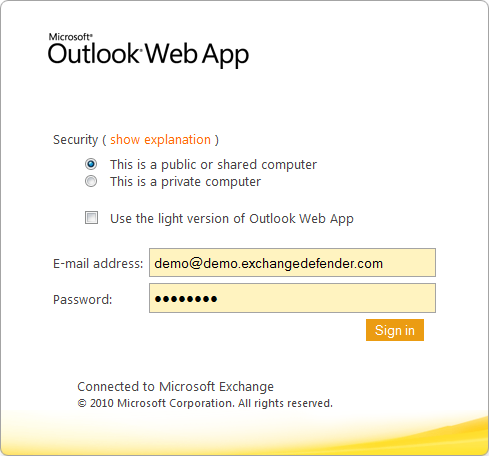 Microsoft®
Outlook® Web App
Security ( show explanation )
This is a public or shared computer
This is a private computer
Use the light version of Outlook Web App
E-mail address: demo@demo.exchangedefender.com
Password: ••••••••
Sign in
Connected to Microsoft Exchange
© 2010 Microsoft Corporation. All rights reserved.